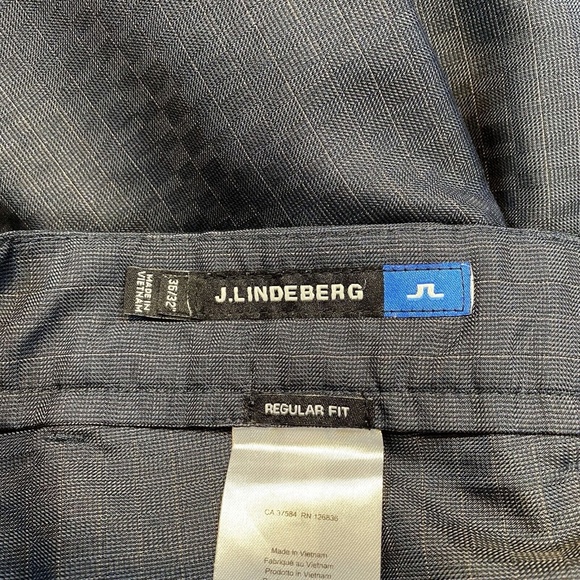 MADE IN
VIETNAM
36/32"
J.LINDEBERG
REGULAR FIT
CA 37584 RN 126836
Made in Vietnam
Fabriqué au Vietnam
Prodotto in Vietnam